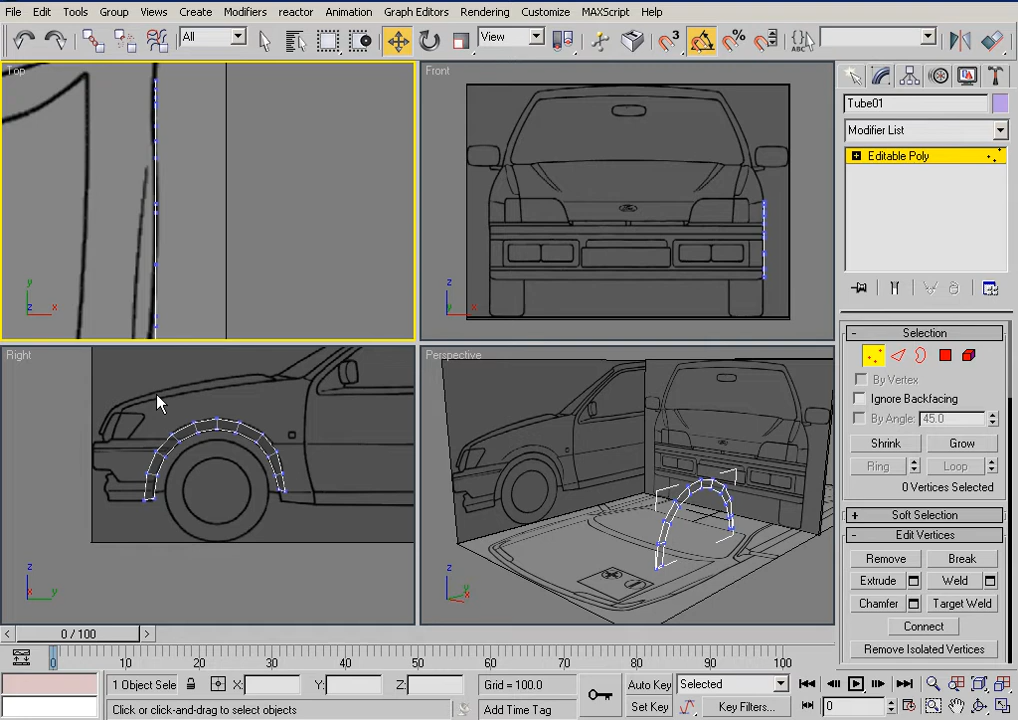 File Edit Tools Group Views Create Modifiers reactor Animation Graph Editors Rendering Customize MAXScript Help
All View 3 % ABC
Top Front
Right Perspective
y z x
z x
z y x
z y x
Tube01
Modifier List
Editable Poly
- Selection
By Vertex
Ignore Backfacing
By Angle: 45.0
Shrink Grow
Ring Loop
0 Vertices Selected
+ Soft Selection
- Edit Vertices
Remove Break
Extrude Weld
Chamfer Target Weld
Connect
Remove Isolated Vertices
< 0 / 100 >
0 10 20 30 40 50 60 70 80 90 100
1 Object Sele X: Y: Z: Grid = 100.0 Auto Key Selected
Click or click-and-drag to select objects Add Time Tag Set Key Key Filters... 0